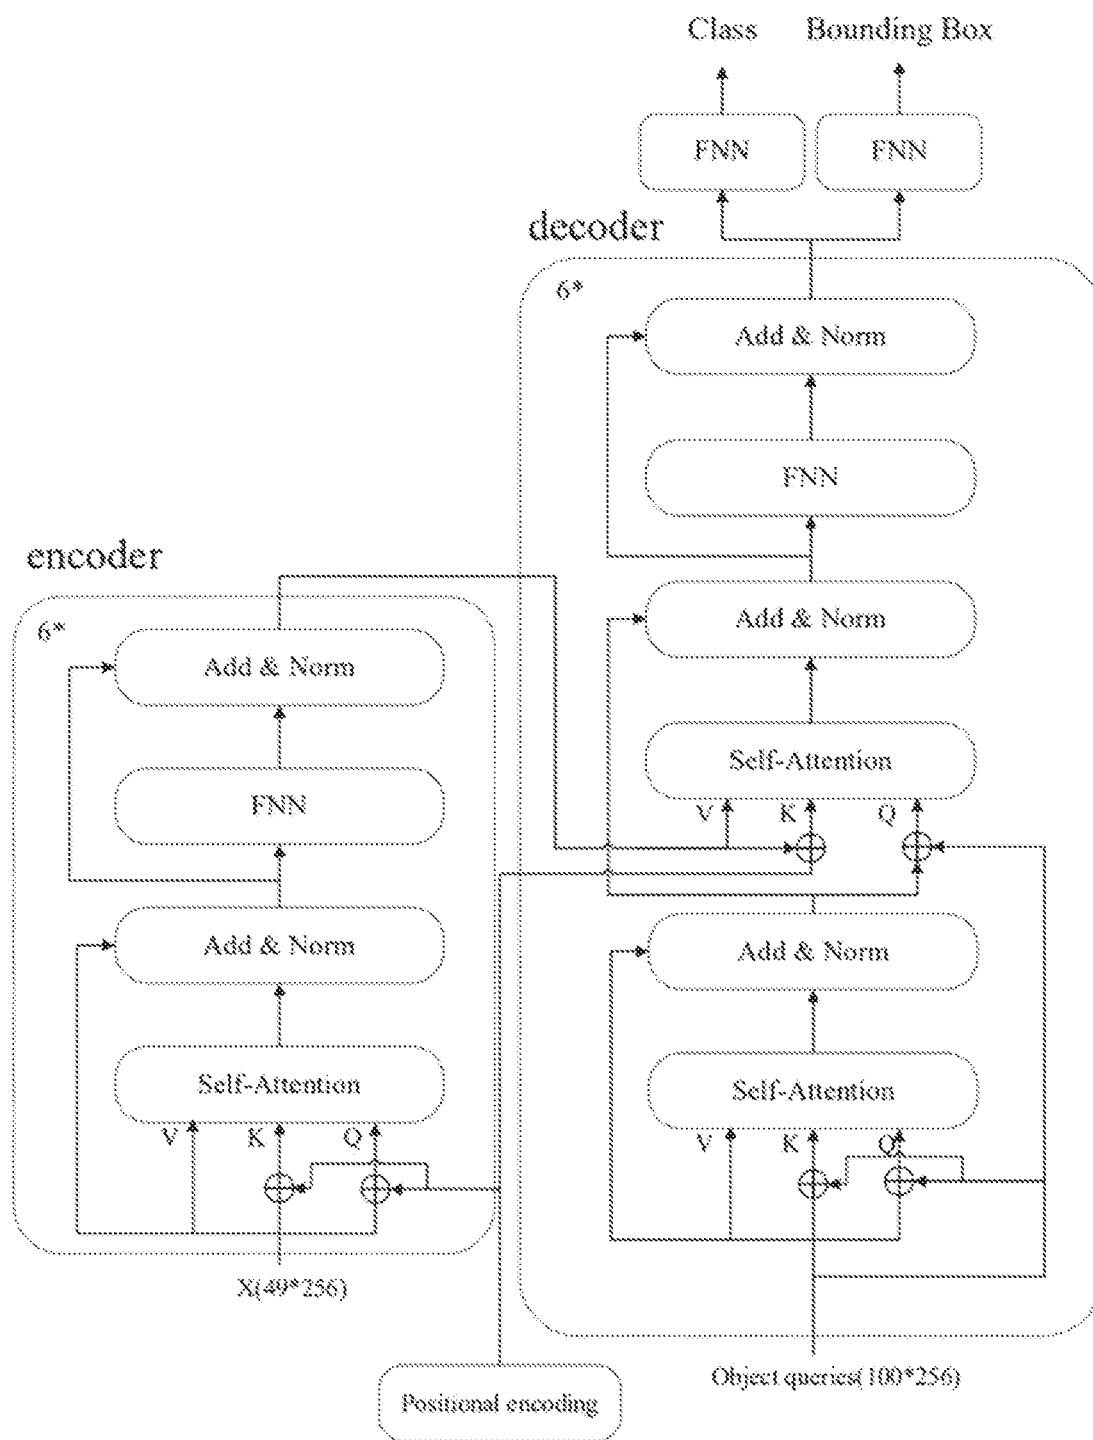 Class
Bounding Box
FNN
FNN
decoder
6*
Add & Norm
FNN
Add & Norm
Self-Attention
V
K
Q
Add & Norm
Self-Attention
V
K
Q
Object queries(100*256)
encoder
6*
Add & Norm
FNN
Add & Norm
Self-Attention
V
K
Q
X(49*256)
Positional encoding